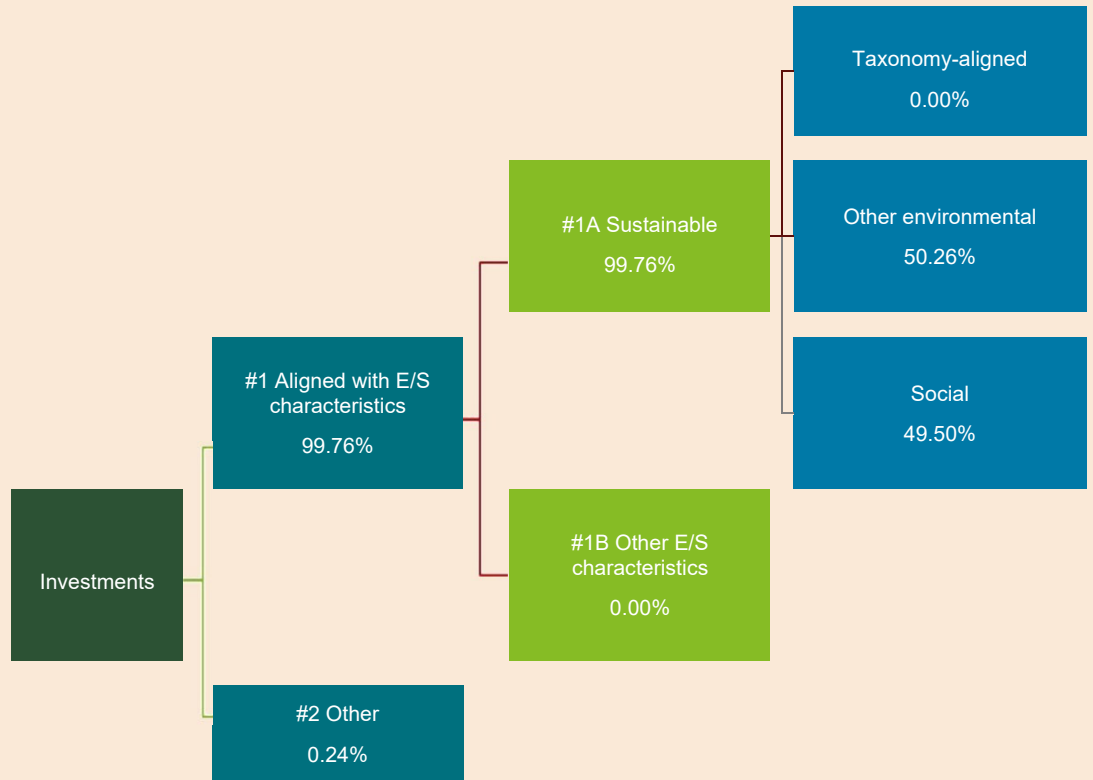 Investments
#1 Aligned with E/S
characteristics
99.76%
#2 Other
0.24%
#1A Sustainable
99.76%
#1B Other E/S
characteristics
0.00%
Taxonomy-aligned
0.00%
Other environmental
50.26%
Social
49.50%